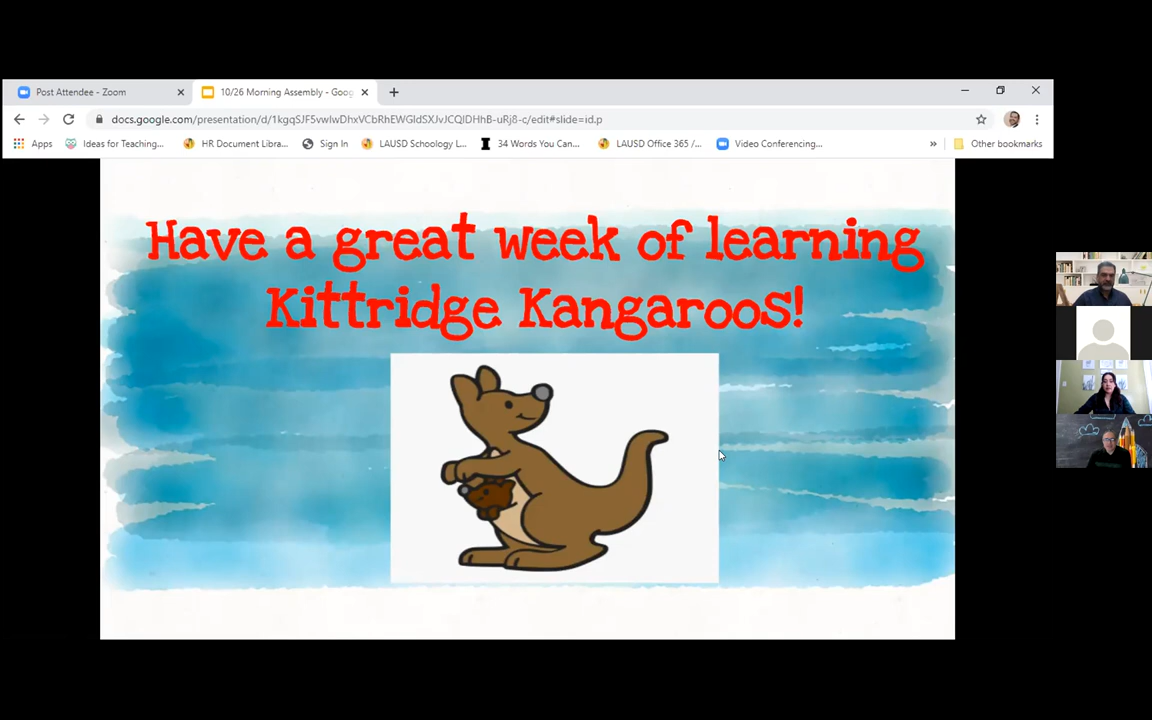 Post Attendee - Zoom
10/26 Morning Assembly - Goog
docs.google.com/presentation/d/1kgqSJF5vwIwDhxVCbRhEWGIdSXJvJCQIDHhB-uRj8-c/edit#slide=id.p
Apps
Ideas for Teaching...
HR Document Libra...
Sign In
LAUSD Schoology L...
34 Words You Can...
LAUSD Office 365 /...
Video Conferencing...
Other bookmarks
Have a great week of learning
Kittridge Kangaroos!